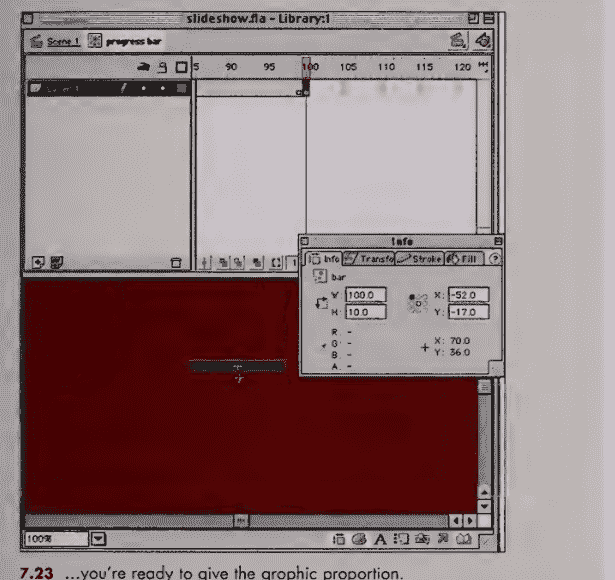 slideshow.fla - Library:1
Scene 1 progress bar
5 90 95 100 105 110 115 120
Layer 1
Info
Info Transfo Stroke Fill ?
bar
W: 100.0 X: -52.0
H: 10.0 Y: -17.0
R: -
G: - X: 70.0
B: - Y: 36.0
A: -
100%
7.23 ...you're ready to give the graphic proportion.